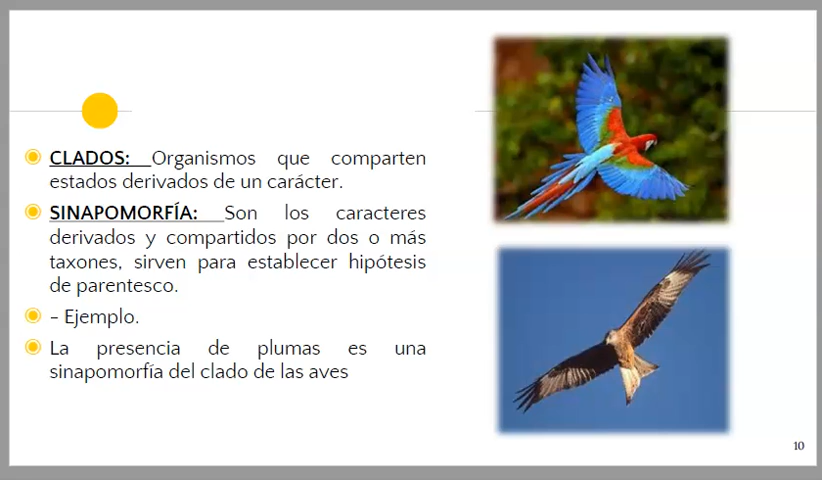 CLADOS: Organismos que comparten
estados derivados de un carácter.
SINAPOMORFÍA: Son los caracteres
derivados y compartidos por dos o más
taxones, sirven para establecer hipótesis
de parentesco.
- Ejemplo.
La presencia de plumas es una
sinapomorfía del clado de las aves
10